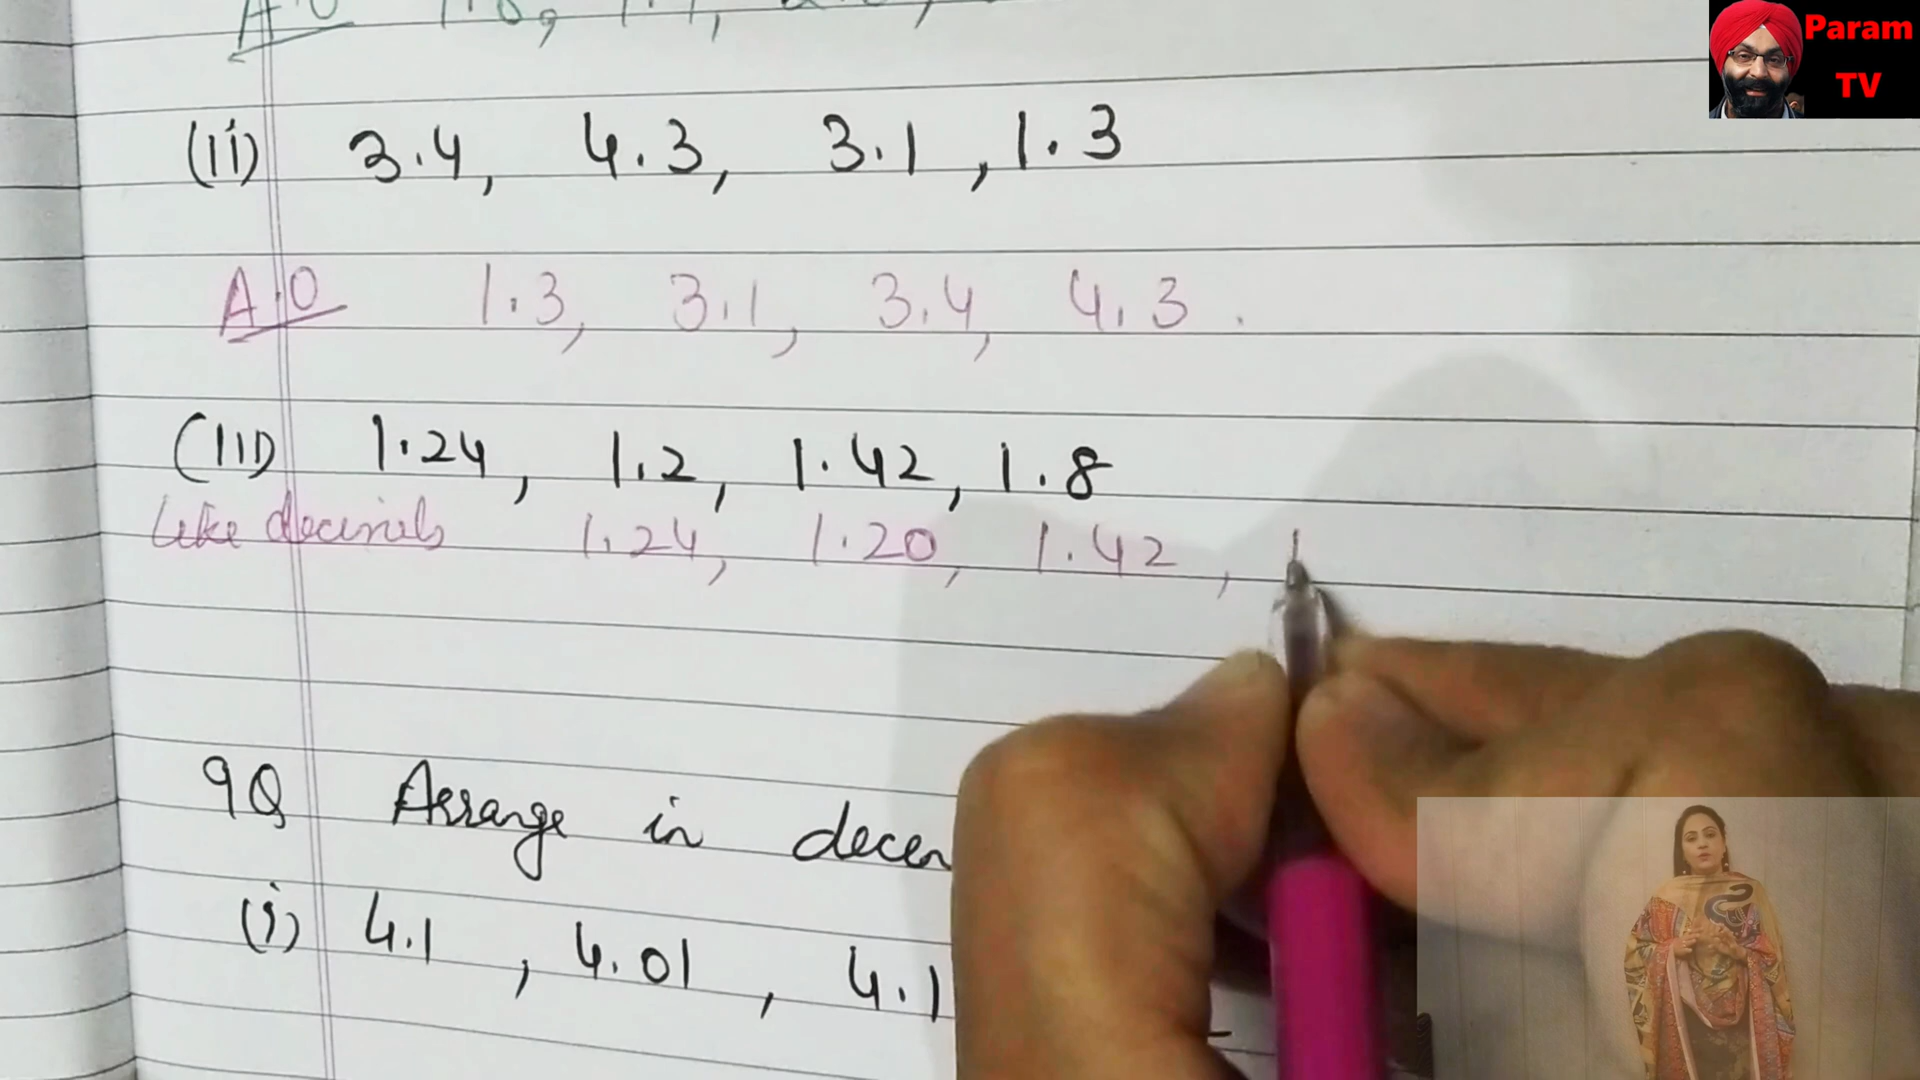 Param
TV
A.O
(ii) 3.4, 4.3, 3.1, 1.3
A.O 1.3, 3.1, 3.4, 4.3.
(iii) 1.24, 1.2, 1.42, 1.8
Like decimals 1.24, 1.20, 1.42, 1
9Q Arrange in decen
(i) 4.1, 4.01, 4.1